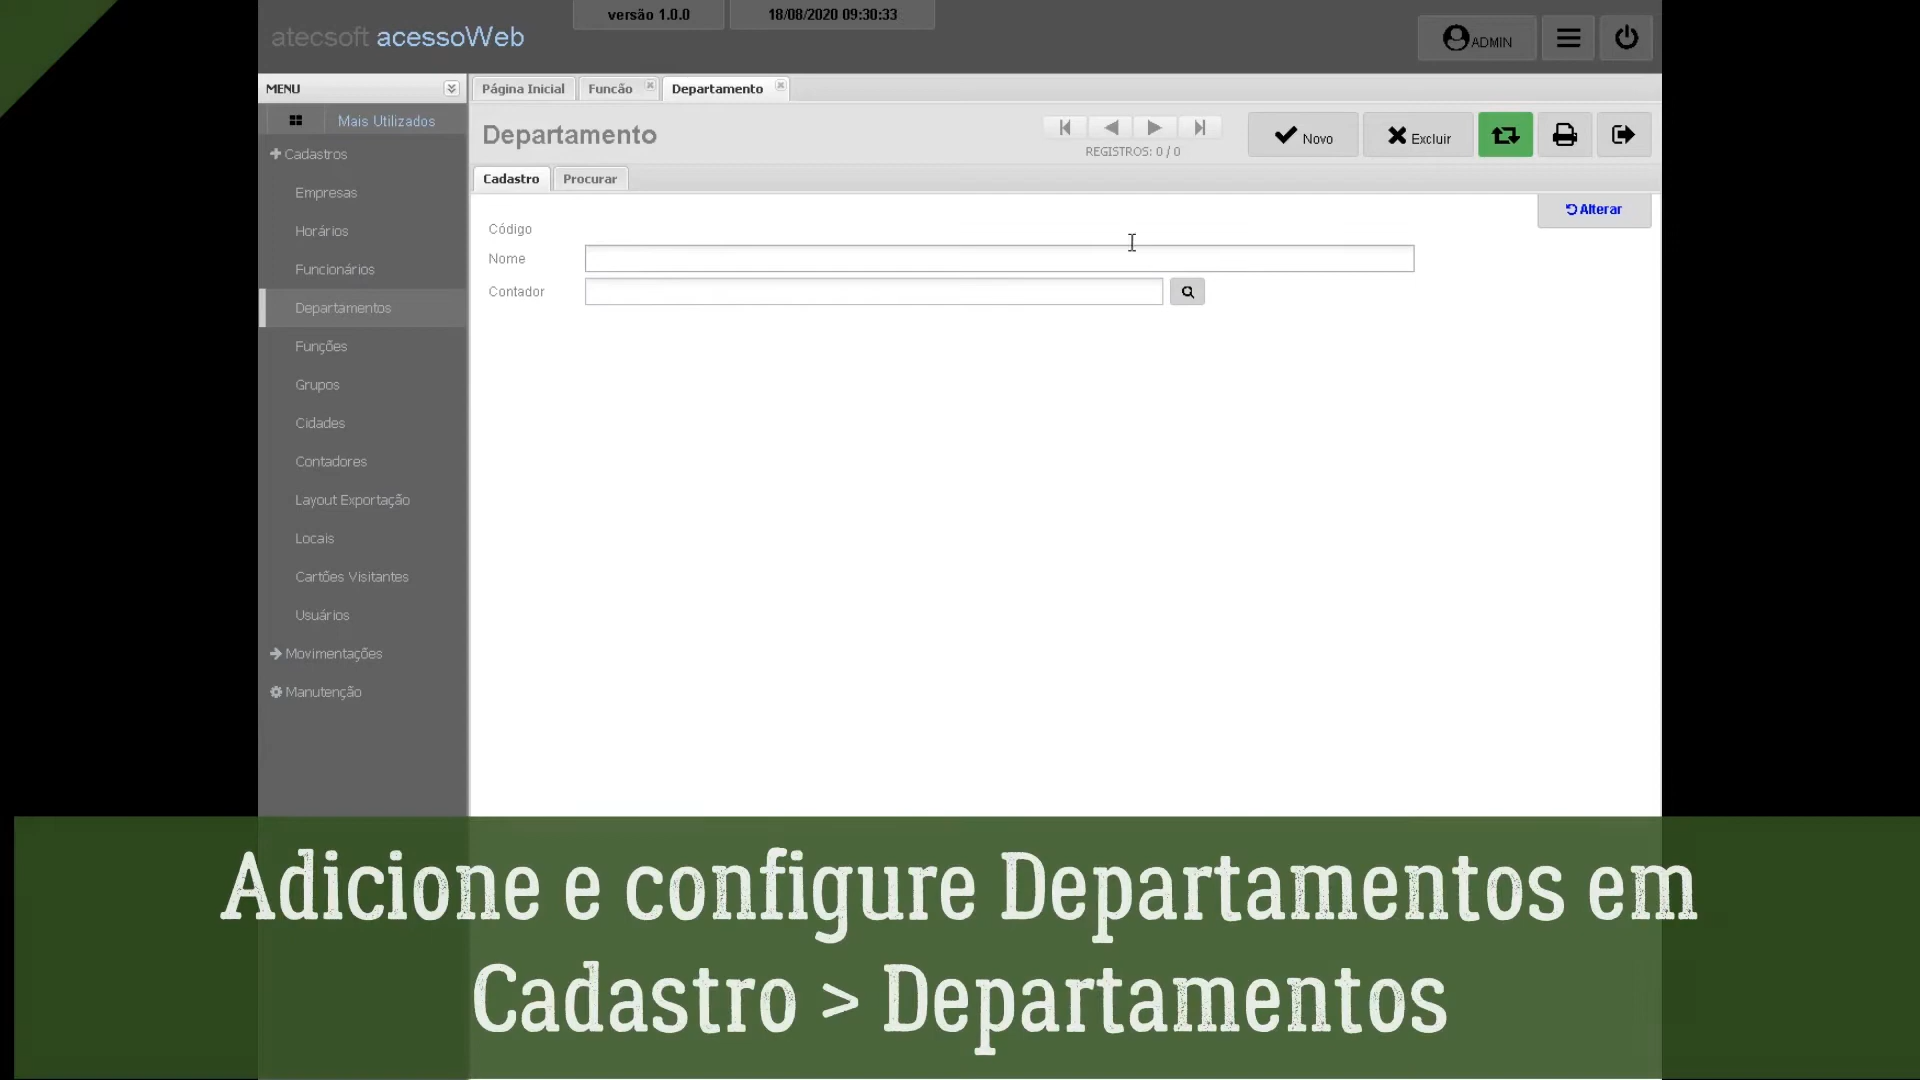 atecsoft acessoWeb
versão 1.0.0
18/08/2020 09:30:33
ADMIN
MENU
Página Inicial
Funcão
Departamento
Mais Utilizados
Departamento
REGISTROS: 0 / 0
Novo
Excluir
Cadastro
Procurar
Alterar
Código
Nome
Contador
Cadastros
Empresas
Horários
Funcionários
Departamentos
Funções
Grupos
Cidades
Contadores
Layout Exportação
Locais
Cartões Visitantes
Usuários
Movimentações
Manutenção
Adicione e configure Departamentos em
Cadastro > Departamentos